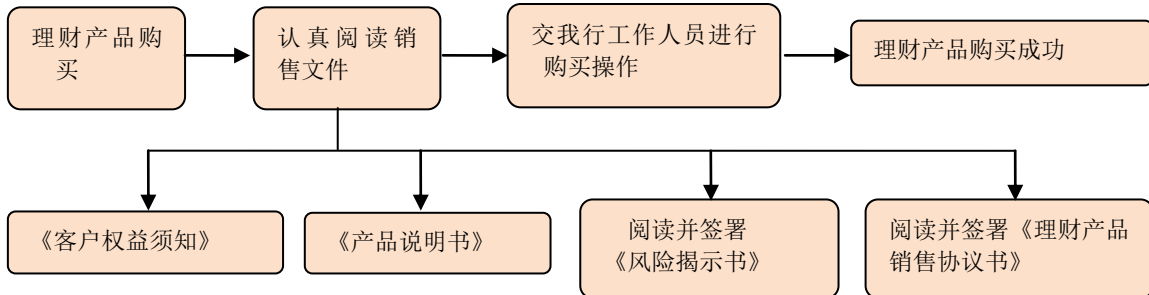 理财产品购
买
认真阅读销
售文件
交我行工作人员进行
购买操作
理财产品购买成功
《客户权益须知》
《产品说明书》
阅读并签署
《风险揭示书》
阅读并签署《理财产品
销售协议书》